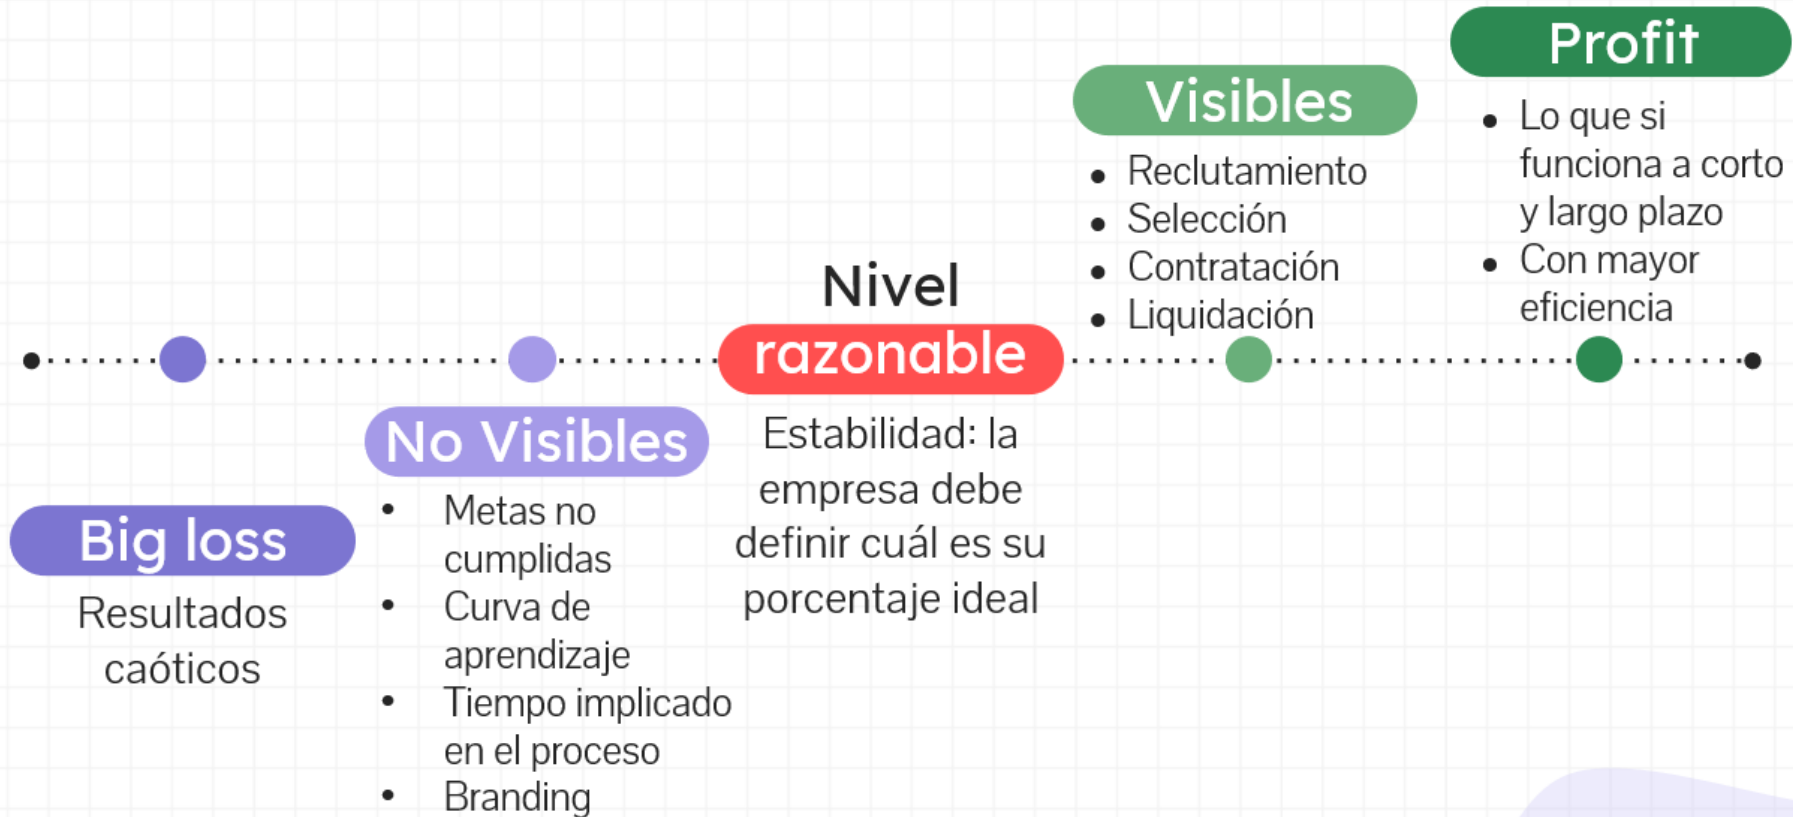 Big loss
Resultados
caóticos
No Visibles
• Metas no
cumplidas
• Curva de
aprendizaje
• Tiempo implicado
en el proceso
• Branding
Nivel
razonable
Estabilidad: la
empresa debe
definir cuál es su
porcentaje ideal
Visibles
• Reclutamiento
• Selección
• Contratación
• Liquidación
Profit
• Lo que si
funciona a corto
y largo plazo
• Con mayor
eficiencia